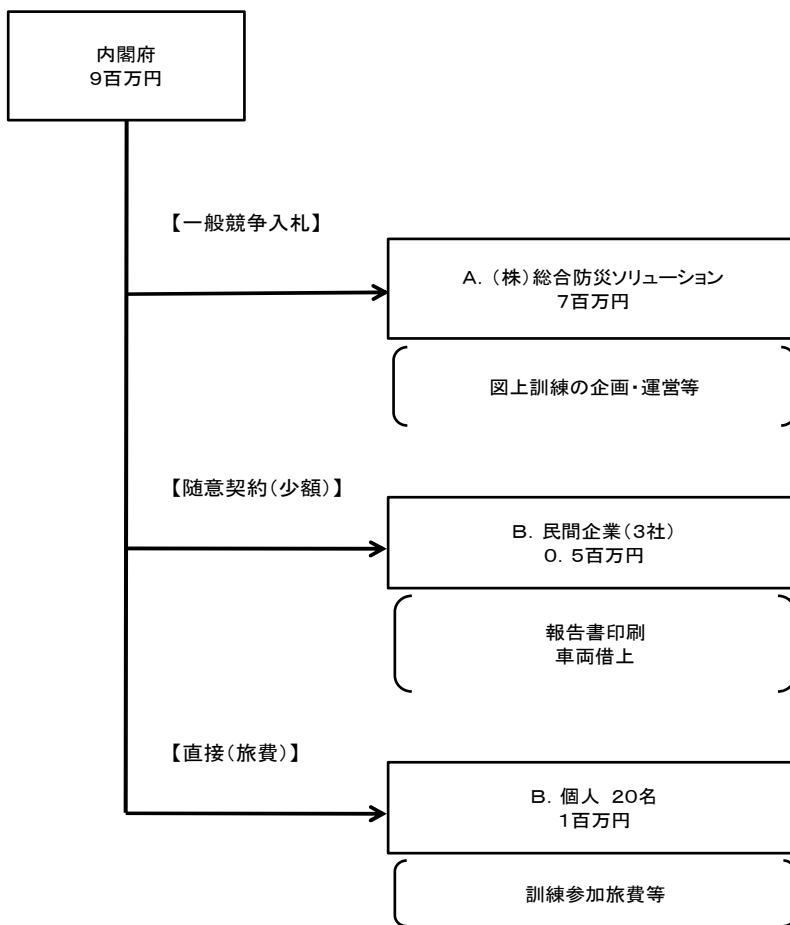 内閣府
9百万円
【一般競争入札】
A. （株）総合防災ソリューション
7百万円
図上訓練の企画・運営等
【随意契約（少額）】
B. 民間企業（3社）
0. 5百万円
報告書印刷
車両借上
【直接（旅費）】
B. 個人 20名
1百万円
訓練参加旅費等